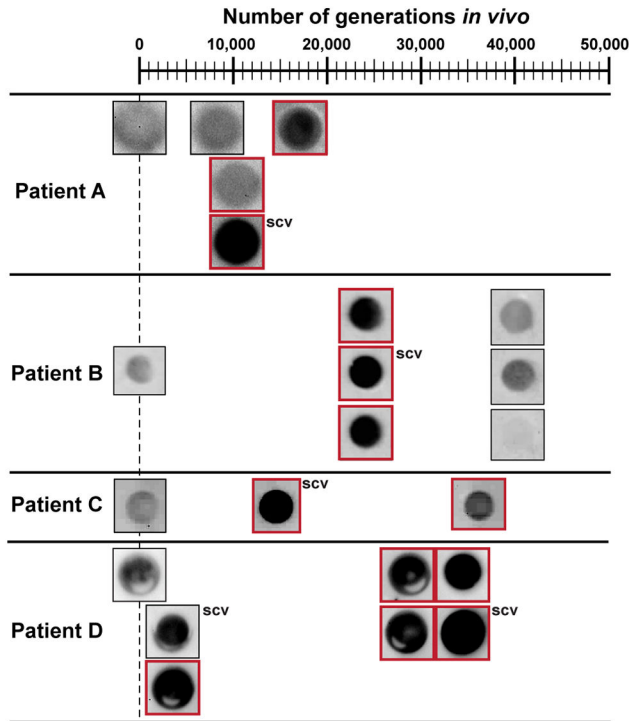 Number of generations in vivo
0 10,000 20,000 30,000 40,000 50,000
Patient A
scv
Patient B
scv
Patient C
scv
Patient D
scv
scv